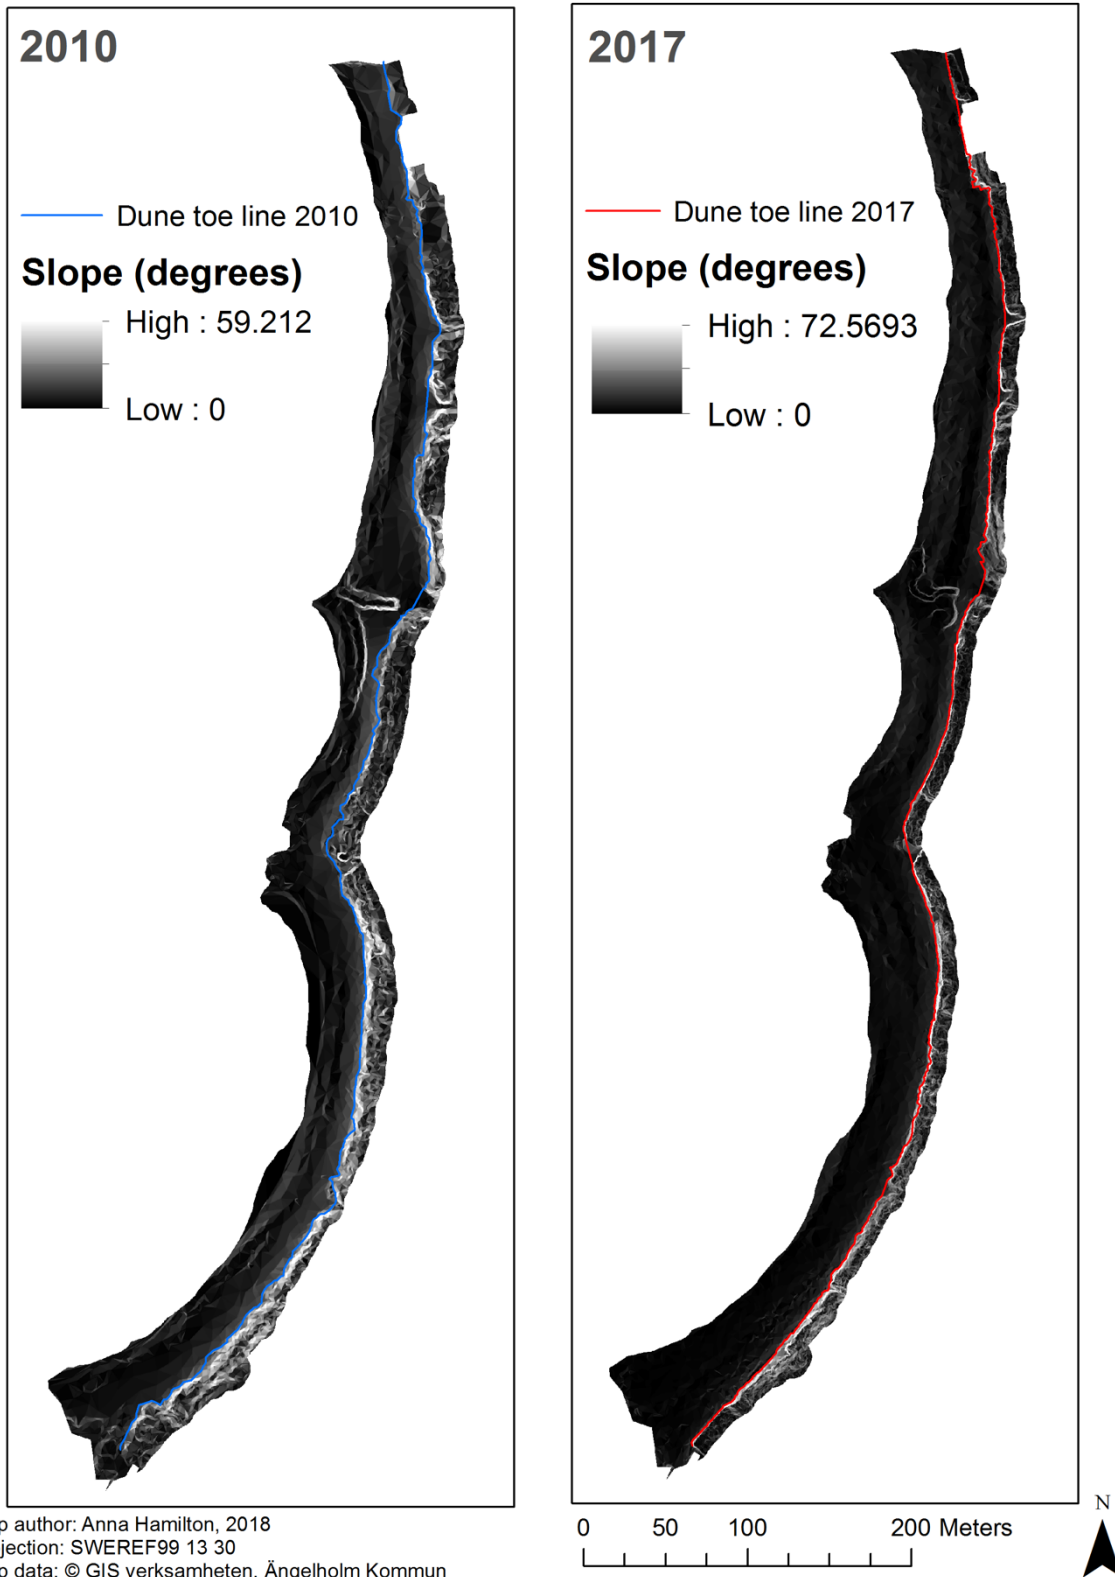 2010
Dune toe line 2010
Slope (degrees)
High : 59.212
Low : 0
2017
Dune toe line 2017
Slope (degrees)
High : 72.5693
Low : 0
p author: Anna Hamilton, 2018
jection: SWEREF99 13 30
p data: © GIS verksamheten, Ängelholm Kommun
0 50 100 200 Meters
N